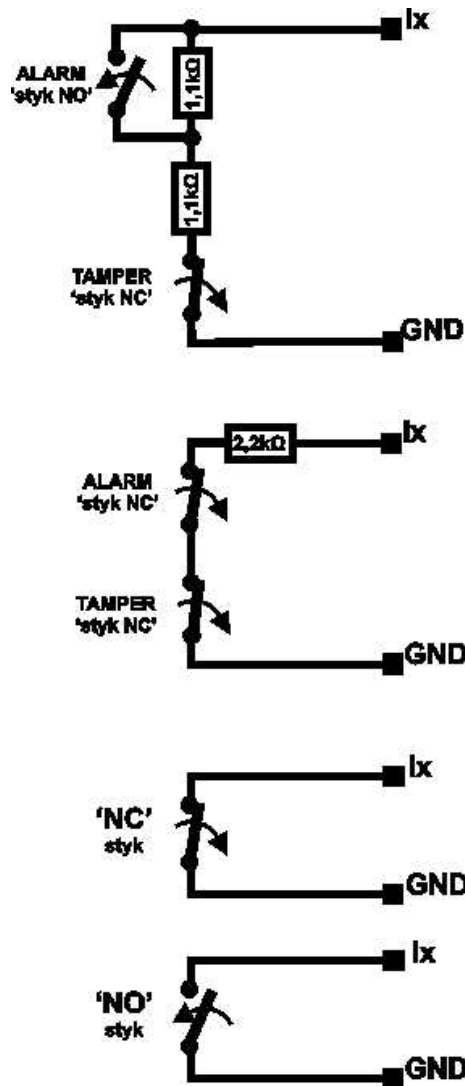 Ix
ALARM
'styk NO'
1,1kΩ
1,1kΩ
TAMPER
'styk NC'
GND
Ix
2,2kΩ
ALARM
'styk NC'
TAMPER
'styk NC'
GND
Ix
'NC'
styk
GND
Ix
'NO'
styk
GND